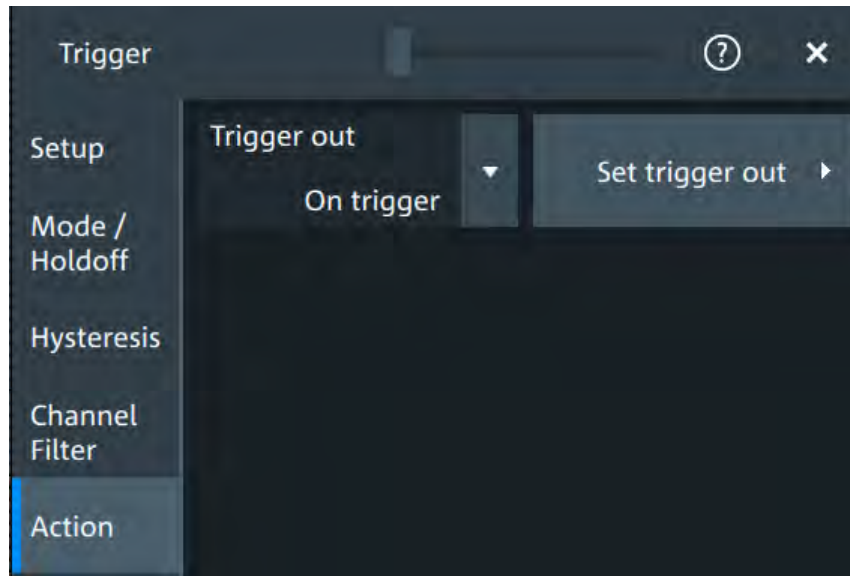 Trigger
?
Setup
Mode /
Holdoff
Hysteresis
Channel
Filter
Action
Trigger out
On trigger
Set trigger out